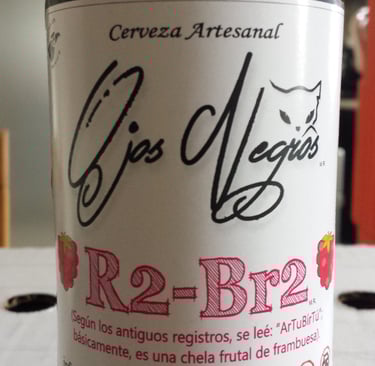 Cerveza Artesanal
Ojos Negros
R2-Br2
(Según los antiguos registros, se leé: "ArTuBirTú",
básicamente, es una chela frutal de frambuesa).